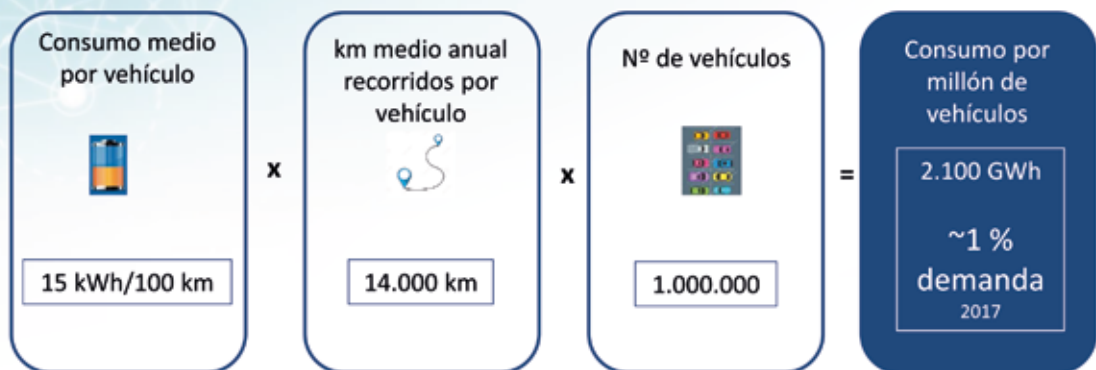 Consumo medio
por vehículo
15 kWh/100 km
x
km medio anual
recorridos por
vehículo
14.000 km
x
Nº de vehículos
1.000.000
=
Consumo por
millón de
vehículos
2.100 GWh
~1 %
demanda
2017